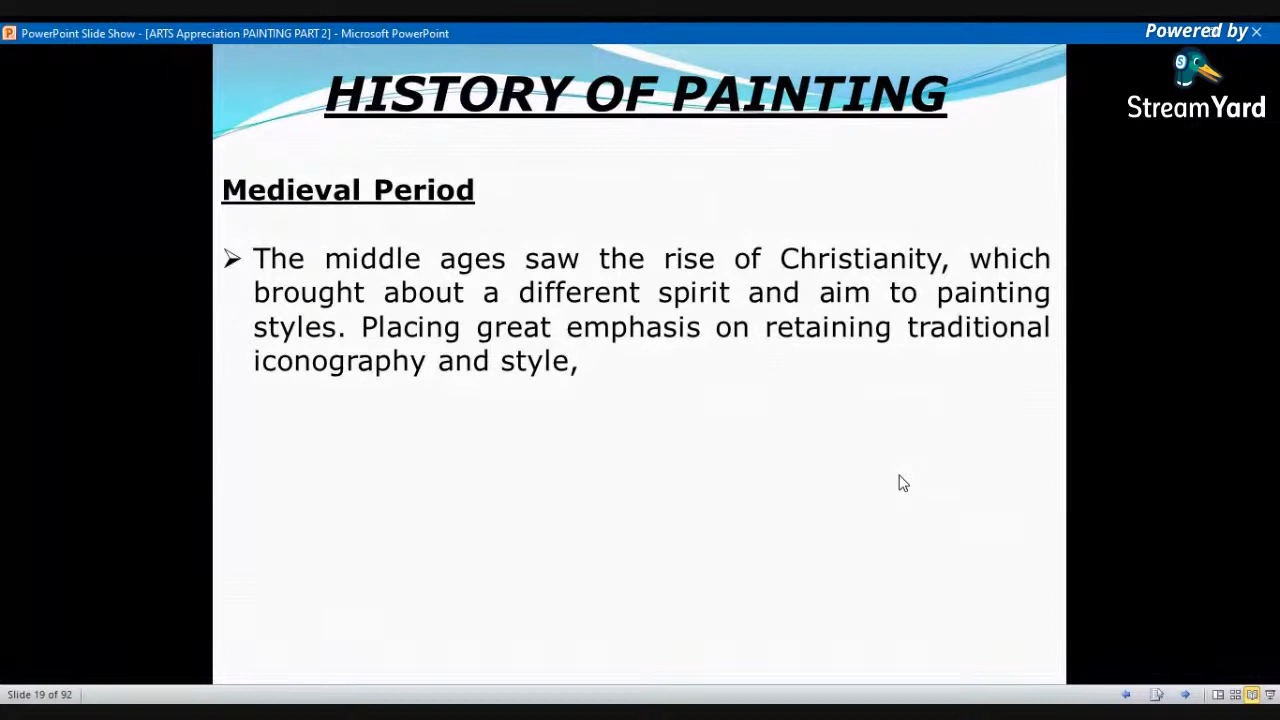 PowerPoint Slide Show - [ARTS Appreciation PAINTING PART 2] - Microsoft PowerPoint
Powered by
StreamYard
HISTORY OF PAINTING
Medieval Period
The middle ages saw the rise of Christianity, which
brought about a different spirit and aim to painting
styles. Placing great emphasis on retaining traditional
iconography and style,
Slide 19 of 92